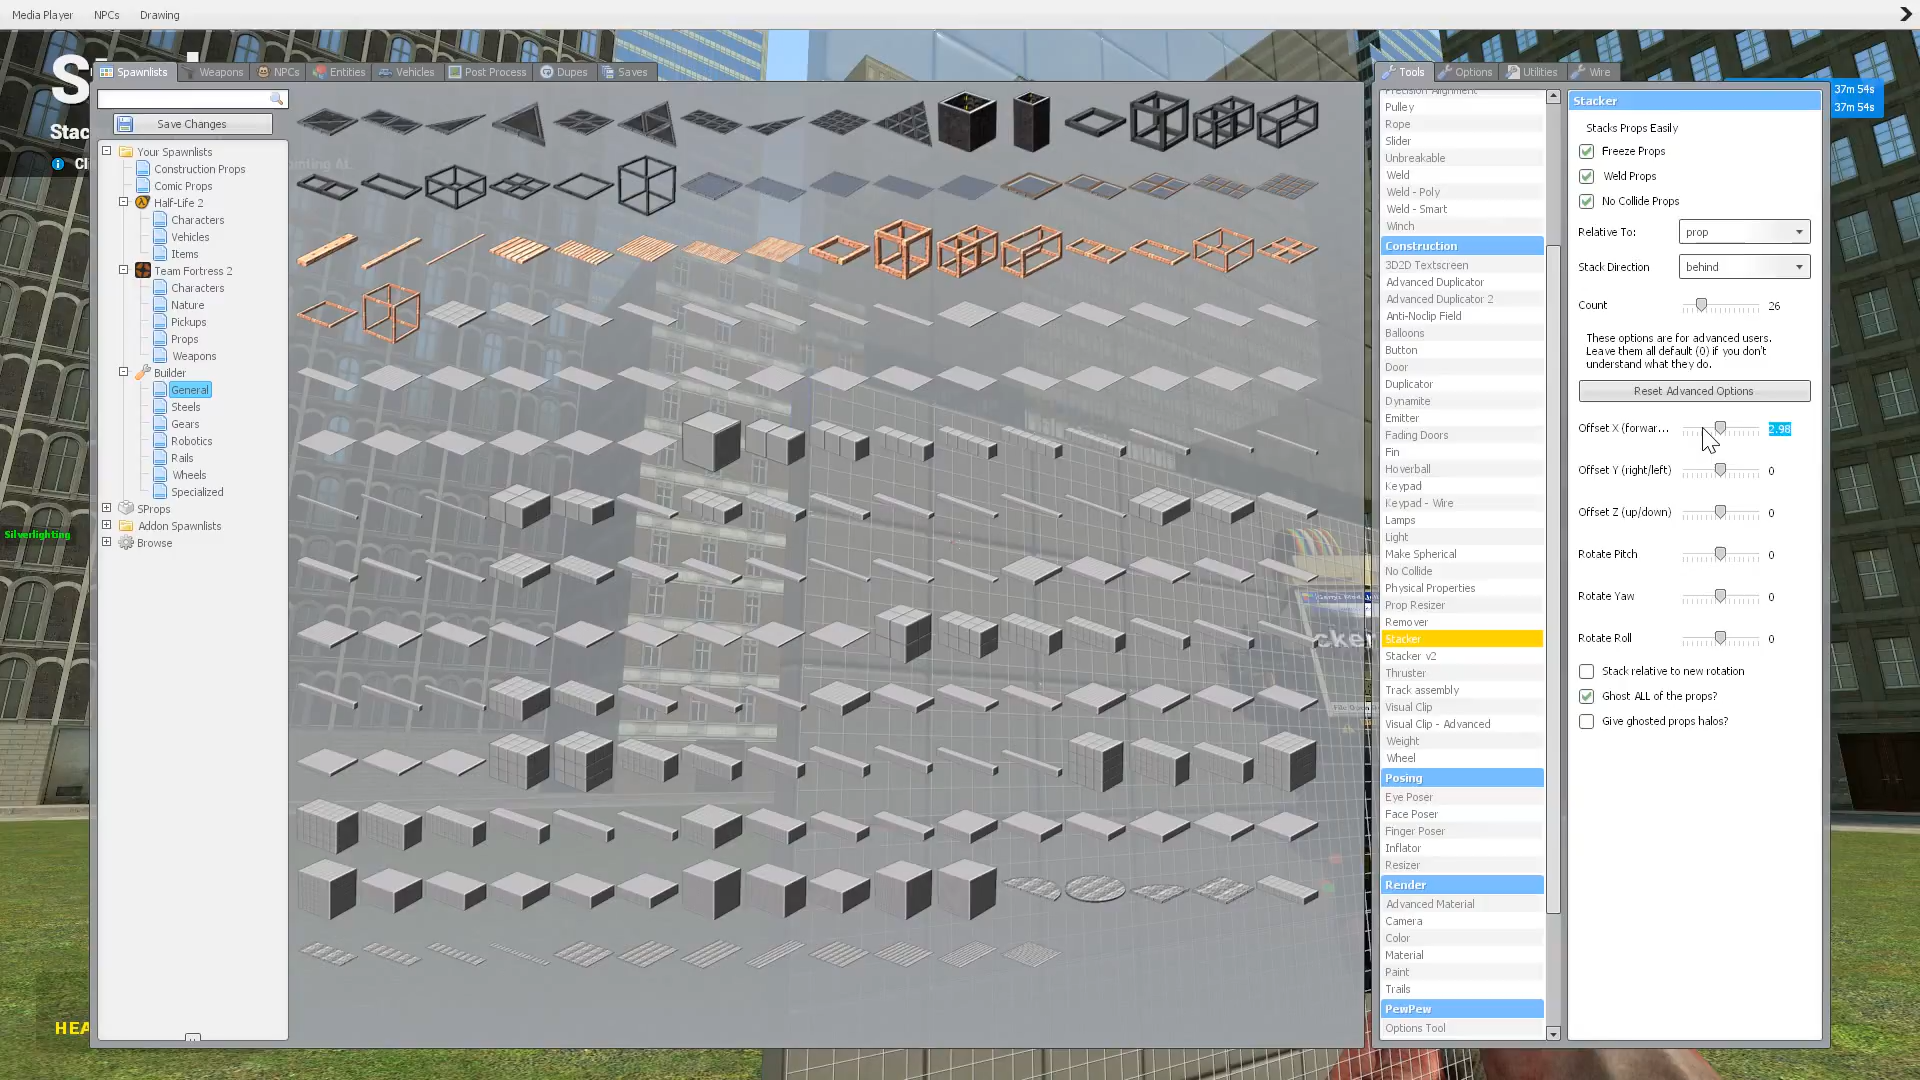 Media Player NPCs Drawing
Spawnlists Weapons NPCs Entities Vehicles Post Process Dupes Saves
Save Changes
Your Spawnlists
Construction Props
Comic Props
Half-Life 2
Characters
Vehicles
Items
Team Fortress 2
Characters
Nature
Pickups
Props
Weapons
Builder
General
Steels
Gears
Robotics
Rails
Wheels
Specialized
SProps
Addon Spawnlists
Browse
Silverlighting
HEA
Tools Options Utilities Wire
37m 54s
37m 54s
Precision Alignment
Pulley
Rope
Slider
Unbreakable
Weld
Weld - Poly
Weld - Smart
Winch
Construction
3D2D Textscreen
Advanced Duplicator
Advanced Duplicator 2
Anti-Noclip Field
Balloons
Button
Door
Duplicator
Dynamite
Emitter
Fading Doors
Fin
Hoverball
Keypad
Keypad - Wire
Lamps
Light
Make Spherical
No Collide
Physical Properties
Prop Resizer
Remover
Stacker
Stacker v2
Thruster
Track assembly
Visual Clip
Visual Clip - Advanced
Weight
Wheel
Posing
Eye Poser
Face Poser
Finger Poser
Inflator
Resizer
Render
Advanced Material
Camera
Color
Material
Paint
Trails
PewPew
Options Tool
Stacker
Stacks Props Easily
Freeze Props
Weld Props
No Collide Props
Relative To: prop
Stack Direction behind
Count 26
These options are for advanced users.
Leave them all default (0) if you don't
understand what they do.
Reset Advanced Options
Offset X (forwar... 2.98
Offset Y (right/left) 0
Offset Z (up/down) 0
Rotate Pitch 0
Rotate Yaw 0
Rotate Roll 0
Stack relative to new rotation
Ghost ALL of the props?
Give ghosted props halos?